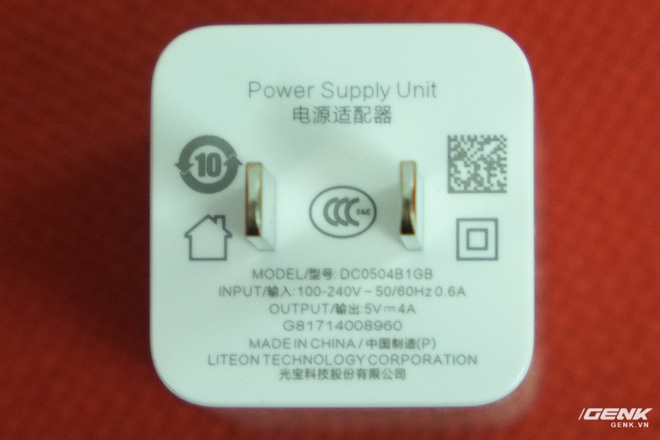 Power Supply Unit
电源适配器
10
CCC S&E
MODEL/型号: DC0504B1GB
INPUT/输入: 100-240V~50/60Hz 0.6A
OUTPUT/输出: 5V⎓4A
G81714008960
MADE IN CHINA/中国制造(P)
LITEON TECHNOLOGY CORPORATION
光宝科技股份有限公司
GENK
GENK.VN